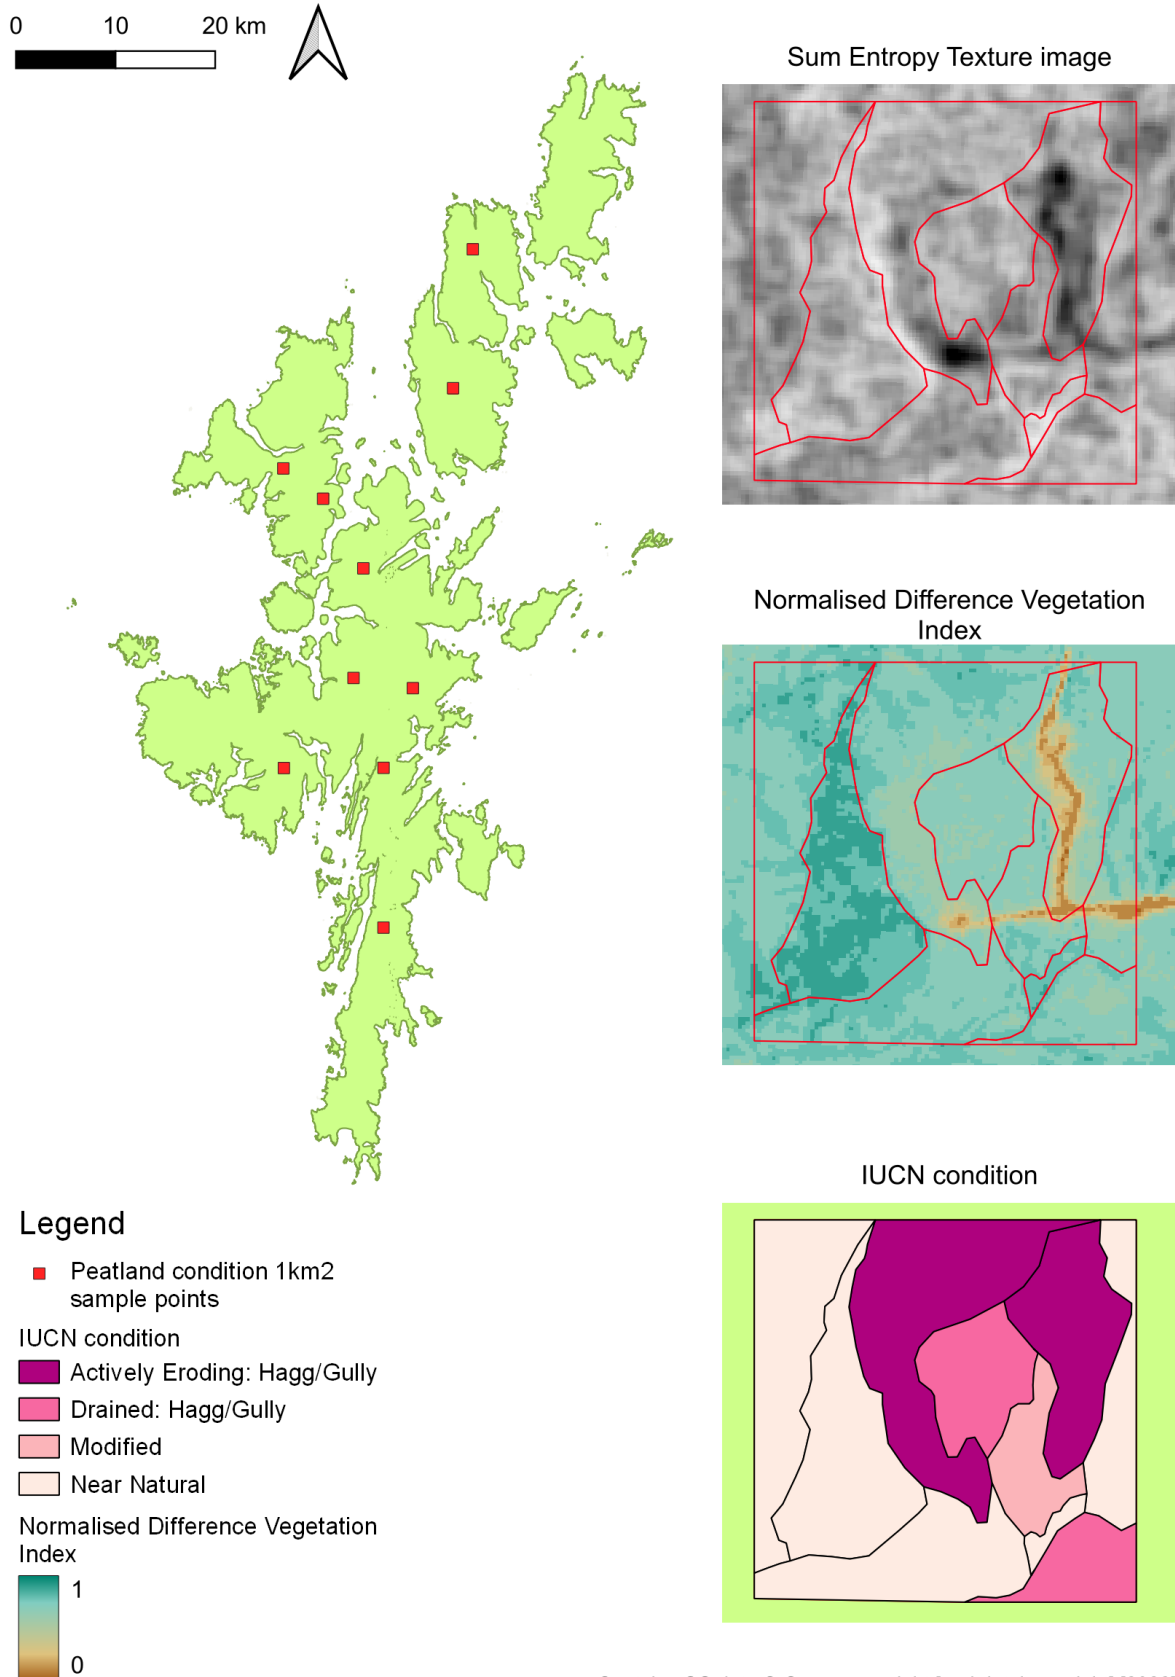 0 10 20 km
Sum Entropy Texture image
Normalised Difference Vegetation
Index
IUCN condition
Legend
Peatland condition 1km2
sample points
IUCN condition
Actively Eroding: Hagg/Gully
Drained: Hagg/Gully
Modified
Near Natural
Normalised Difference Vegetation
Index
1
0